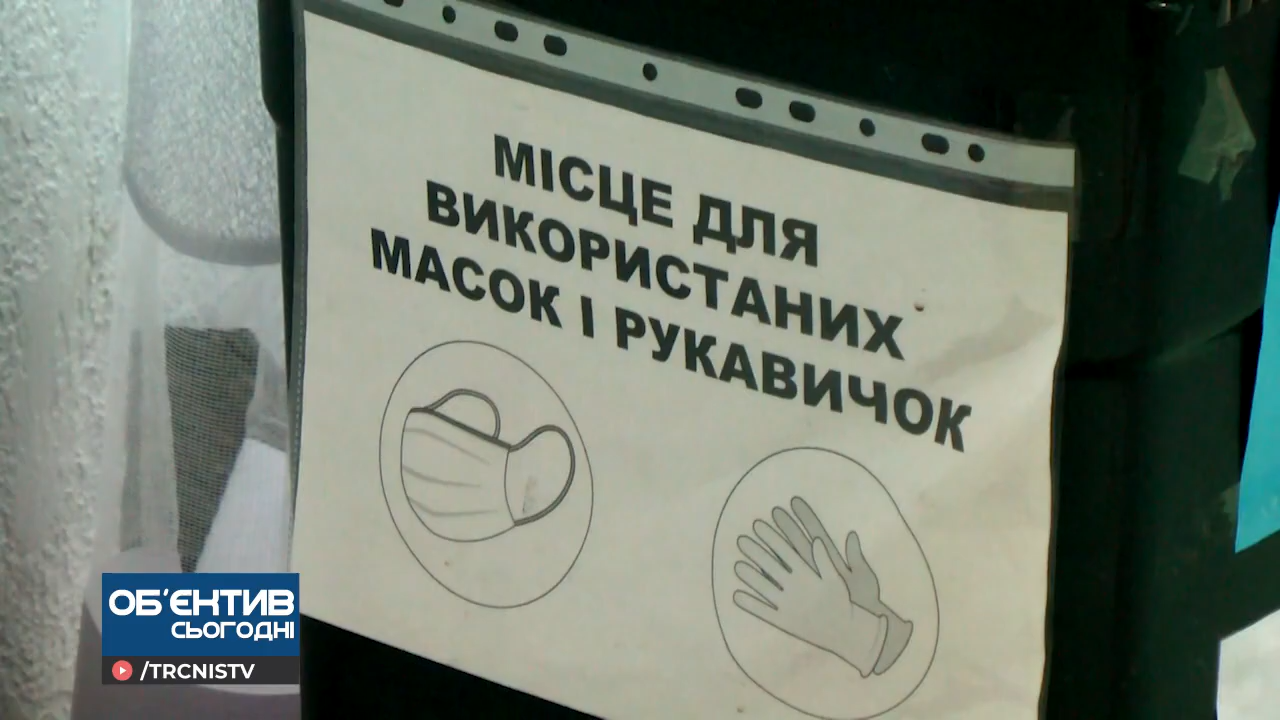 МІСЦЕ ДЛЯ
ВИКОРИСТАНИХ
МАСОК І РУКАВИЧОК
ОБ'ЄКТИВ
СЬОГОДНІ
/TRCNISTV